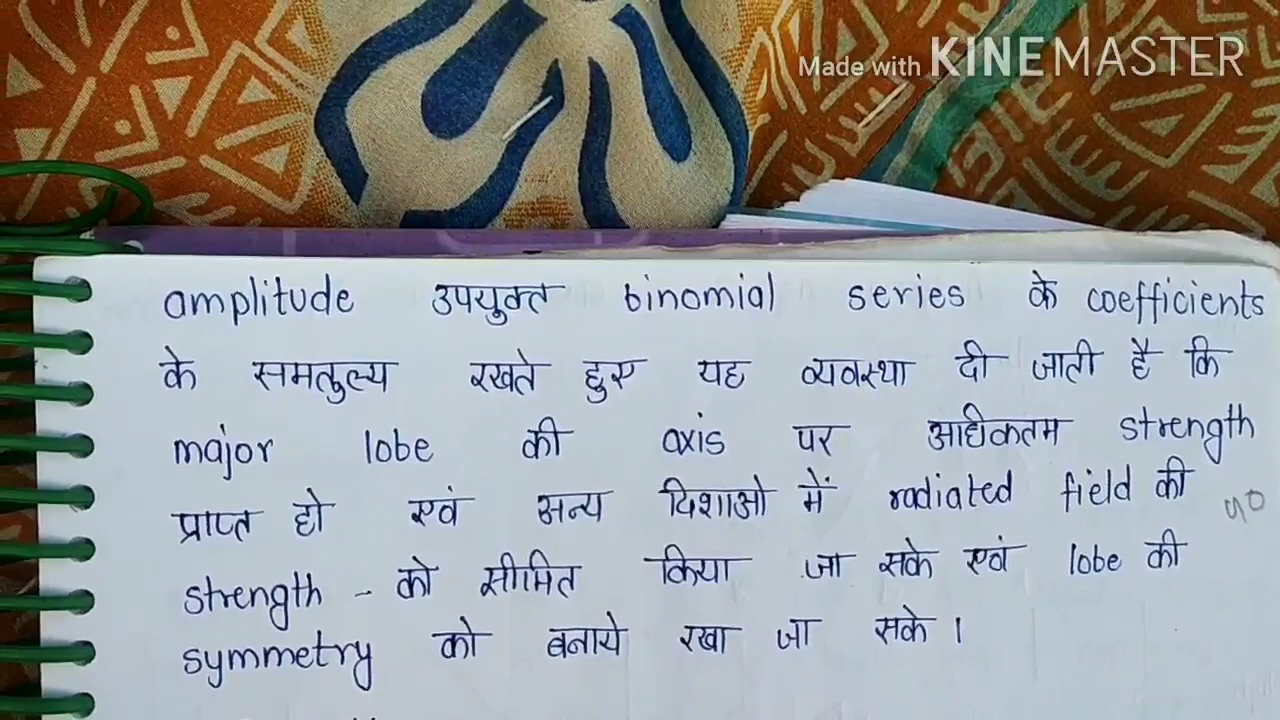 Made with KINEMASTER
amplitude उपयुक्त binomial series के coefficients
के समतुल्य रखते हुए यह व्यवस्था दी जाती है कि
major lobe की axis पर अधिकतम strength
प्राप्त हो एवं अन्य दिशाओ में radiated field की
strength - को सीमित किया जा सके एवं lobe की
symmetry को बनाये रखा जा सके।